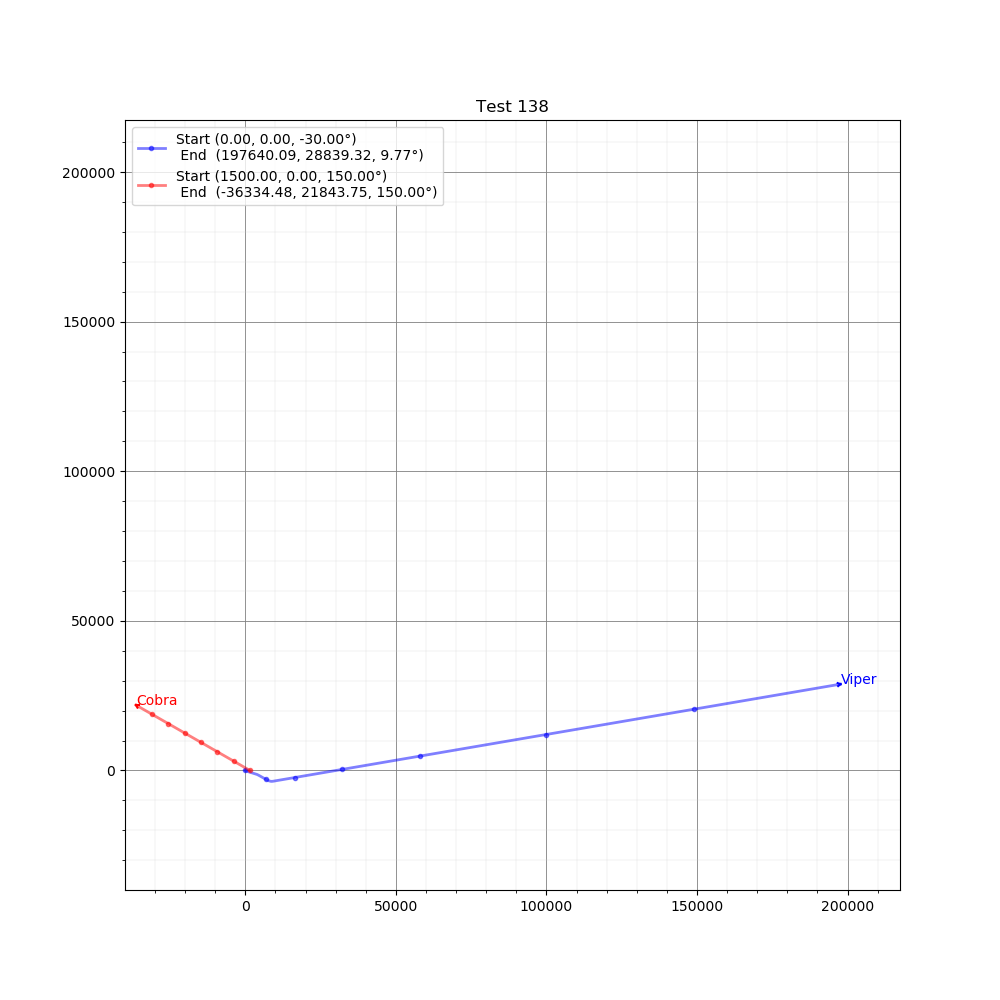 Test 138
Start (0.00, 0.00, -30.00°)
End (197640.09, 28839.32, 9.77°)
Start (1500.00, 0.00, 150.00°)
End (-36334.48, 21843.75, 150.00°)
200000
150000
100000
50000
0
Cobra
Viper
0
50000
100000
150000
200000